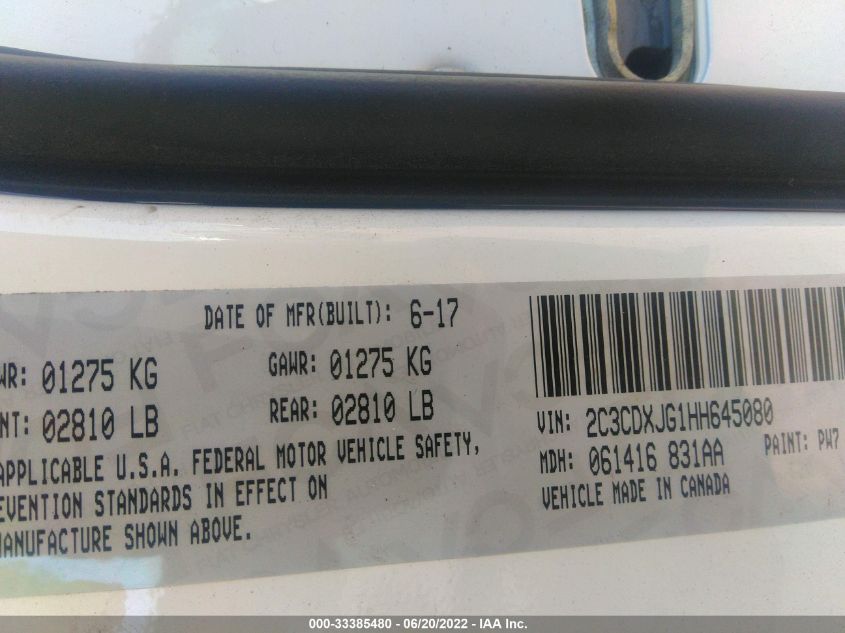 DATE OF MFR(BUILT): 6-17
WR: 01275 KG GAWR: 01275 KG
NT: 02810 LB REAR: 02810 LB
APPLICABLE U.S.A. FEDERAL MOTOR VEHICLE SAFETY,
EVENTION STANDARDS IN EFFECT ON
MANUFACTURE SHOWN ABOVE.
VIN: 2C3CDXJG1HH645080
MDH: 061416 831AA PAINT: PW7
VEHICLE MADE IN CANADA
000-33385480 - 06/20/2022 - IAA Inc.